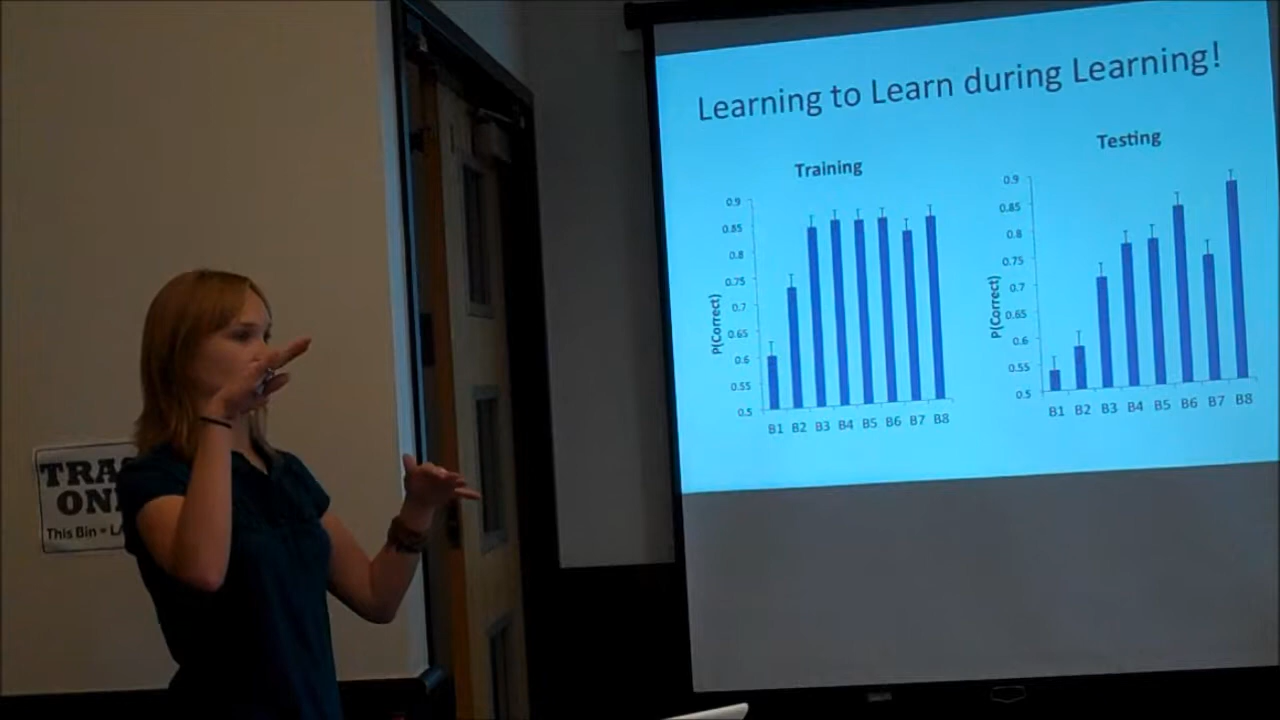 Learning to Learn during Learning!
Training
0.9
0.85
0.8
0.75
0.7
0.65
0.6
0.55
0.5
P(Correct)
B1 B2 B3 B4 B5 B6 B7 B8
Testing
0.9
0.85
0.8
0.75
0.7
0.65
0.6
0.55
0.5
P(Correct)
B1 B2 B3 B4 B5 B6 B7 B8
TRA
ON
This Bin = LA